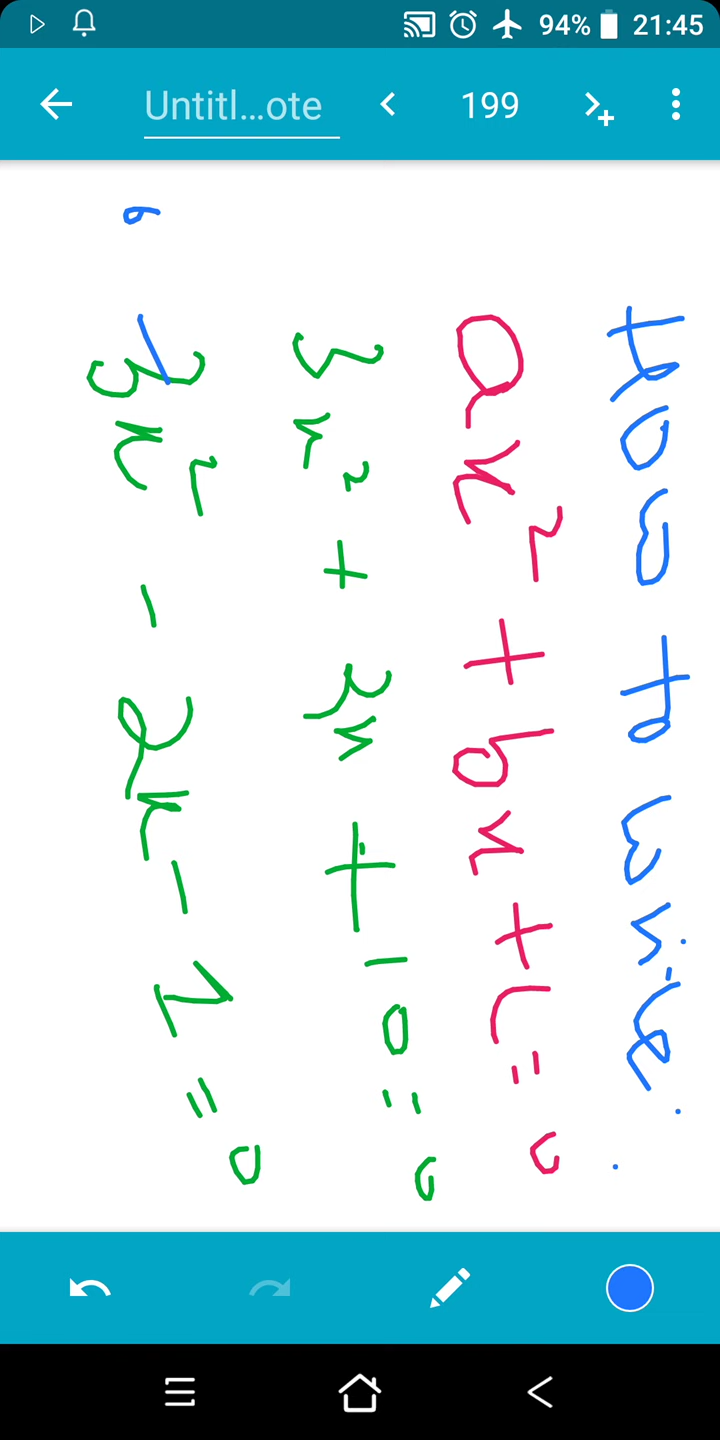 94% 21:45
Untitl...ote 199
How to write.
ax² + bx + c = 0
3x² + 2x + 10 = 0
3x² - 2x - 1 = 0